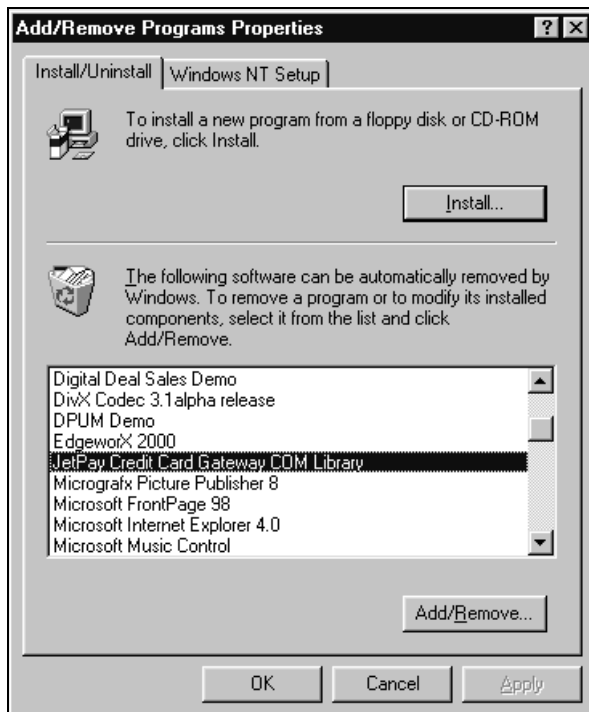 Add/Remove Programs Properties
Install/Uninstall
Windows NT Setup
To install a new program from a floppy disk or CD-ROM
drive, click Install.
Install...
The following software can be automatically removed by
Windows. To remove a program or to modify its installed
components, select it from the list and click
Add/Remove.
Digital Deal Sales Demo
DivX Codec 3.1alpha release
DPUM Demo
EdgeworX 2000
JetPay Credit Card Gateway COM Library
Micrografx Picture Publisher 8
Microsoft FrontPage 98
Microsoft Internet Explorer 4.0
Microsoft Music Control
Add/Remove...
OK
Cancel
Apply